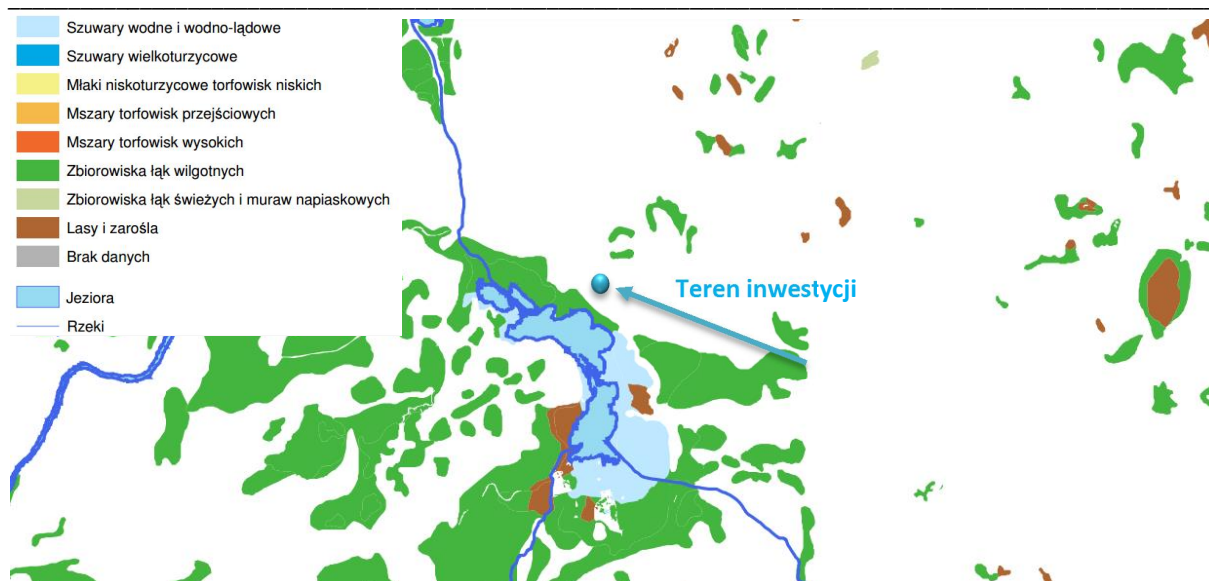 Szuwary wodne i wodno-lądowe
Szuwary wielkoturzycowe
Młaki niskoturzycowe torfowisk niskich
Mszary torfowisk przejściowych
Mszary torfowisk wysokich
Zbiorowiska łąk wilgotnych
Zbiorowiska łąk świeżych i muraw napiaskowych
Lasy i zarośla
Brak danych
Jeziora
Rzeki
Teren inwestycji